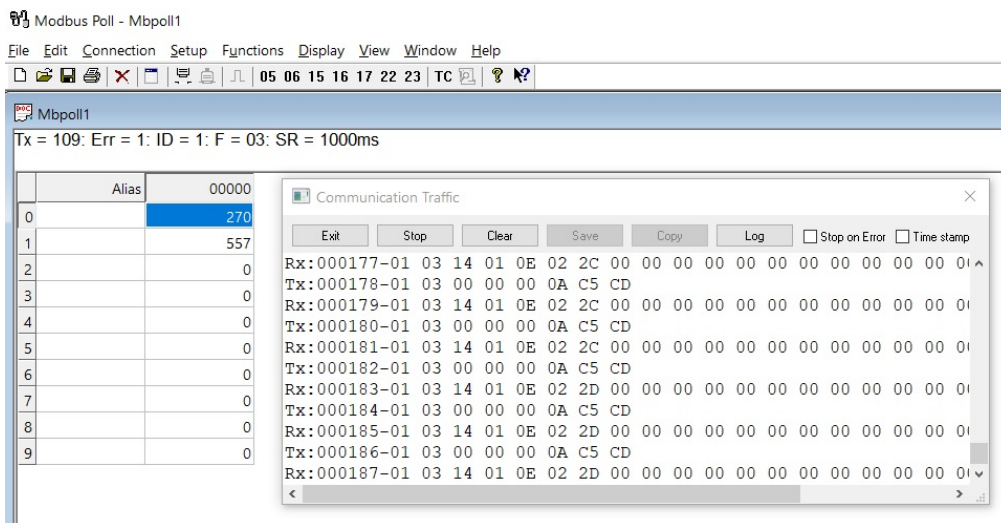 Modbus Poll - Mbpoll1
File Edit Connection Setup Functions Display View Window Help
05 06 15 16 17 22 23 TC
Mbpoll1
Tx = 109: Err = 1: ID = 1: F = 03: SR = 1000ms
Alias 00000
0 270
1 557
2 0
3 0
4 0
5 0
6 0
7 0
8 0
9 0
Communication Traffic
Exit Stop Clear Save Copy Log Stop on Error Time stamp
Rx:000177-01 03 14 01 0E 02 2C 00 00 00 00 00 00 00 00 00 00 00
Tx:000178-01 03 00 00 00 0A C5 CD
Rx:000179-01 03 14 01 0E 02 2C 00 00 00 00 00 00 00 00 00 00 00
Tx:000180-01 03 00 00 00 0A C5 CD
Rx:000181-01 03 14 01 0E 02 2C 00 00 00 00 00 00 00 00 00 00 00
Tx:000182-01 03 00 00 00 0A C5 CD
Rx:000183-01 03 14 01 0E 02 2D 00 00 00 00 00 00 00 00 00 00 00
Tx:000184-01 03 00 00 00 0A C5 CD
Rx:000185-01 03 14 01 0E 02 2D 00 00 00 00 00 00 00 00 00 00 00
Tx:000186-01 03 00 00 00 0A C5 CD
Rx:000187-01 03 14 01 0E 02 2D 00 00 00 00 00 00 00 00 00 00 00